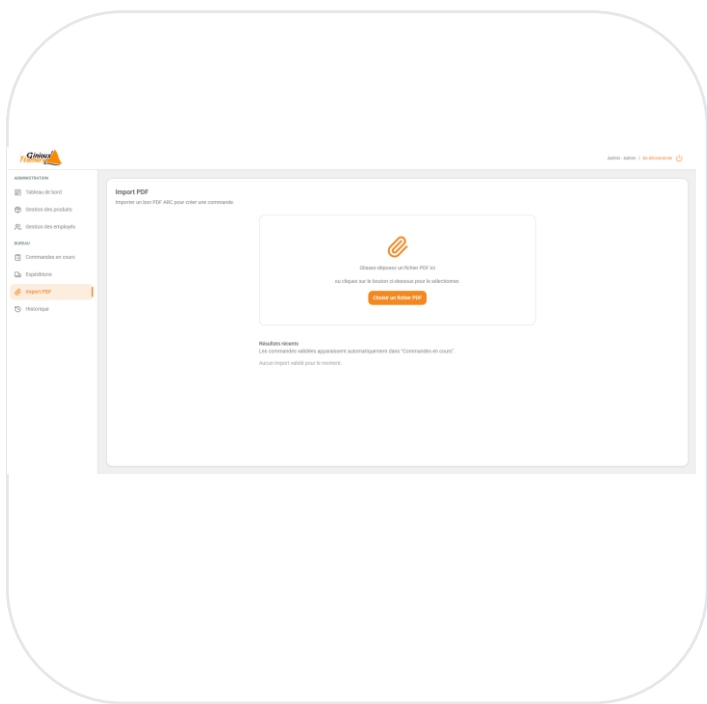 Ginioux
Admin - Admin | Se déconnecter
ADMINISTRATION
Tableau de bord
Gestion des produits
Gestion des employés
BUREAU
Commandes en cours
Expéditions
Import PDF
Historique
Import PDF
Importer un bon PDF ARC pour créer une commande.
Glissez-déposez un fichier PDF ici
ou cliquez sur le bouton ci-dessous pour le sélectionner.
Choisir un fichier PDF
Résultats récents
Les commandes validées apparaissent automatiquement dans "Commandes en cours".
Aucun import validé pour le moment.